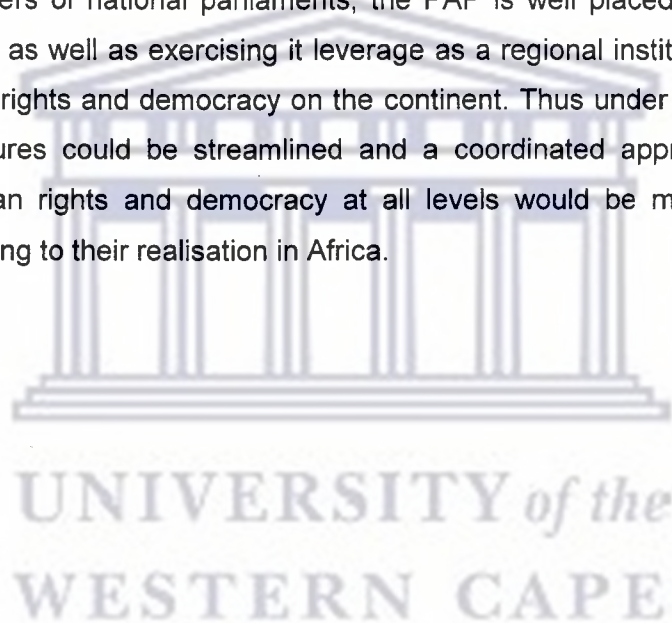 ers of national parliaments, the PAP is well placed
as well as exercising it leverage as a regional instit
rights and democracy on the continent. Thus under
ures could be streamlined and a coordinated app
an rights and democracy at all levels would be m
ng to their realisation in Africa.
UNIVERSITY of the
WESTERN CAPE